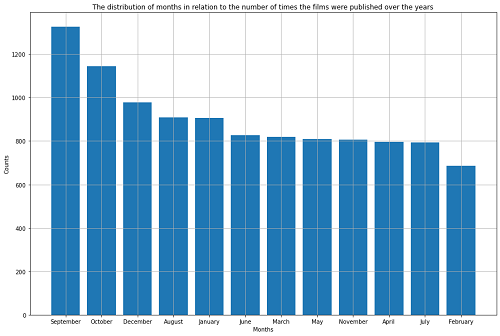 The distribution of months in relation to the number of times the films were published over the years
1200
1000
800
600
400
200
0
Counts
September October December August January June March May November April July February
Months